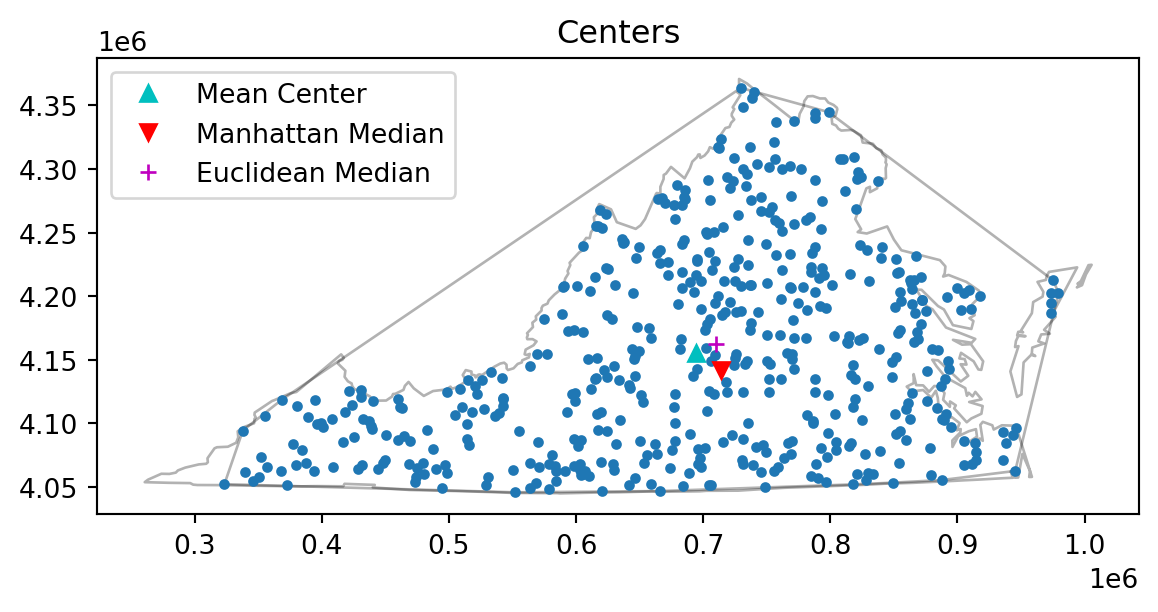 Centers
1e6
Mean Center
Manhattan Median
Euclidean Median
4.35
4.30
4.25
4.20
4.15
4.10
4.05
0.3 0.4 0.5 0.6 0.7 0.8 0.9 1.0
1e6